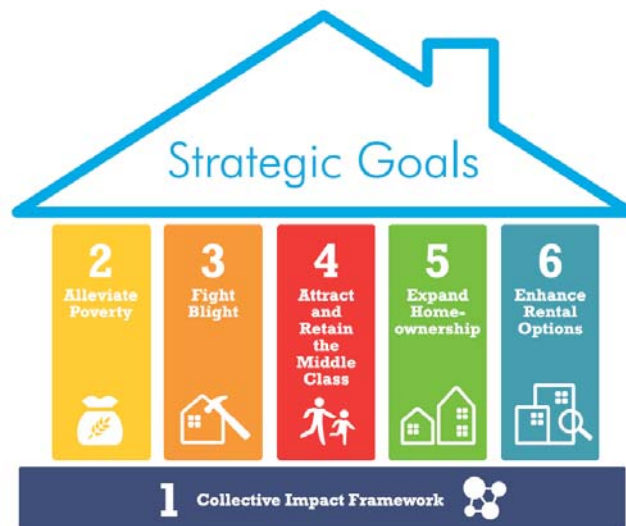 Strategic Goals
2
Alleviate
Poverty
3
Fight
Blight
4
Attract
and
Retain
the
Middle
Class
5
Expand
Home-
ownership
6
Enhance
Rental
Options
1 Collective Impact Framework